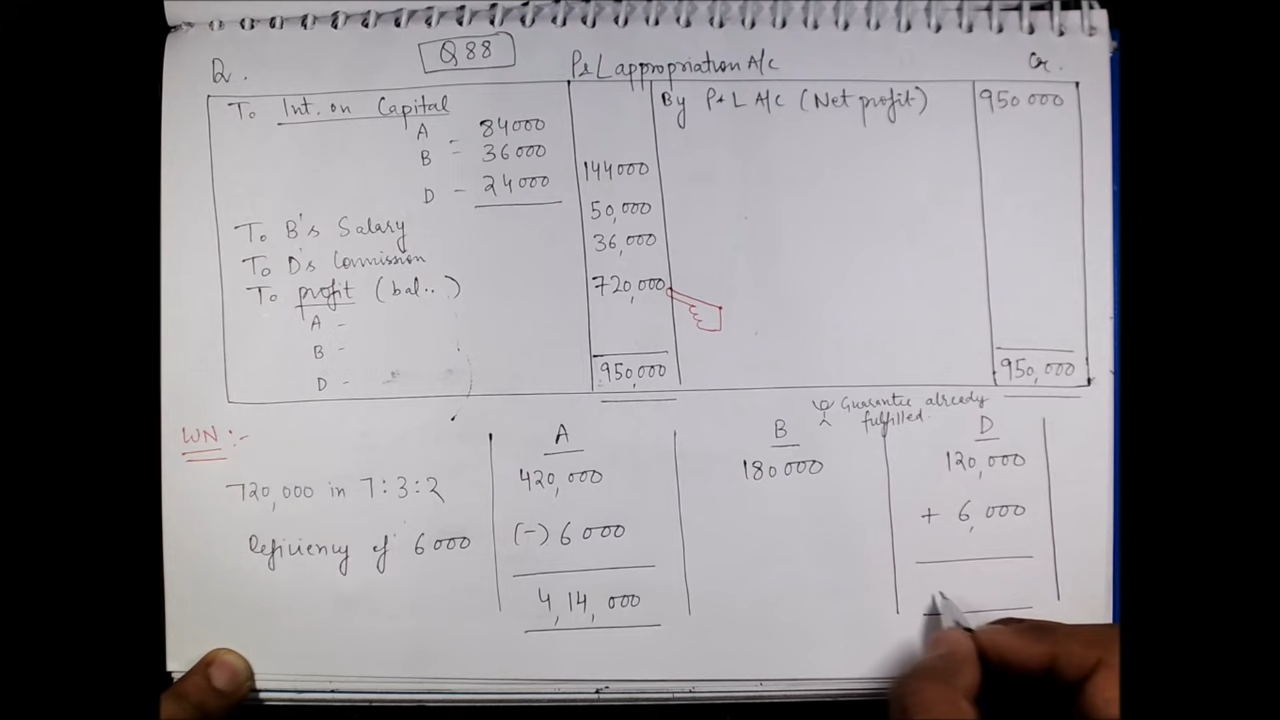 Q88
D.
P&L appropriation A/c
Cr.
To Int. on Capital
A = 84000
B = 36000
D - 24000
144000
To B's Salary
50,000
To D's Commission
36,000
To profit (bal..)
720,000
A -
B -
D -
950,000
By P&L A/c (Net profit)
950000
950,000
WN :-
720,000 in 7:3:2
Deficiency of 6000
A
420,000
(-) 6000
4,14,000
B
180000
Guarantee already
fulfilled.
D
120,000
+ 6,000